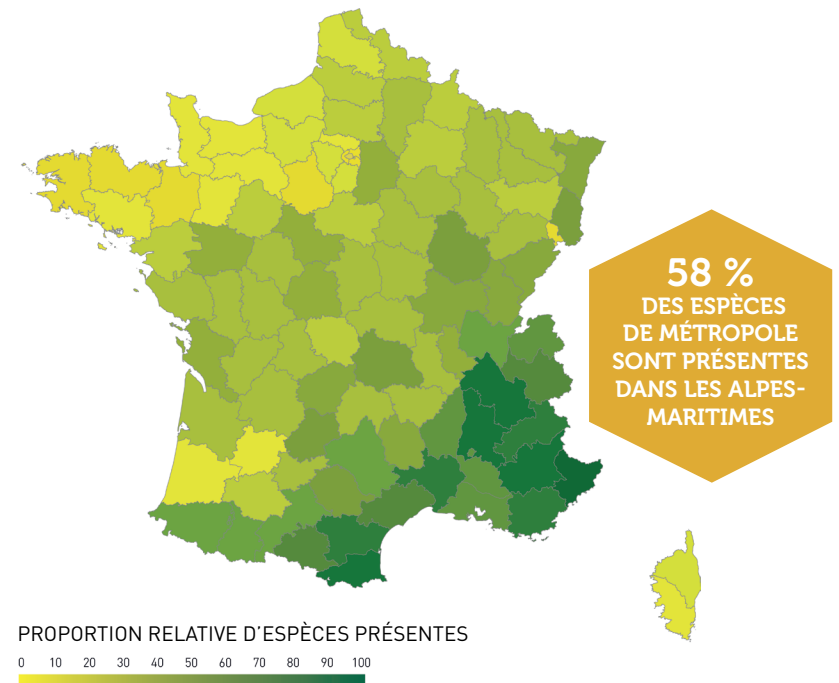 58 %
DES ESPÈCES
DE MÉTROPOLE
SONT PRÉSENTES
DANS LES ALPES-
MARITIMES
PROPORTION RELATIVE D'ESPÈCES PRÉSENTES
0 10 20 30 40 50 60 70 80 90 100